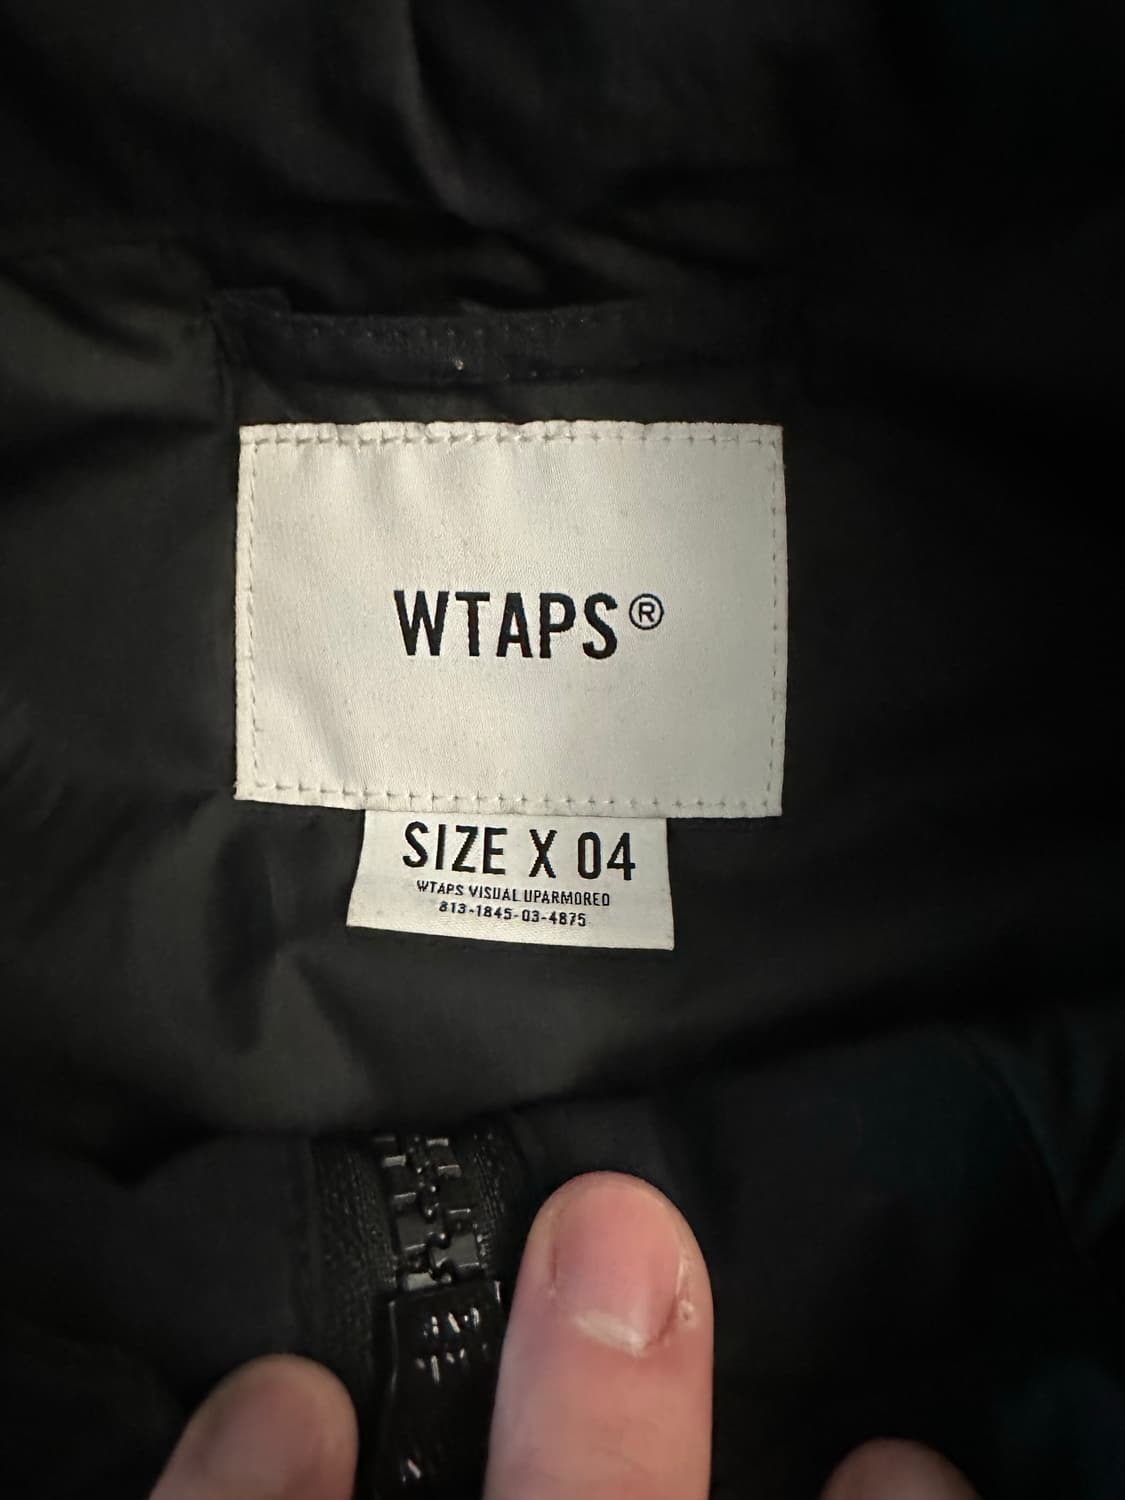 WTAPS®
SIZE X 04
WTAPS VISUAL UPARMORED
813-1845-03-4875